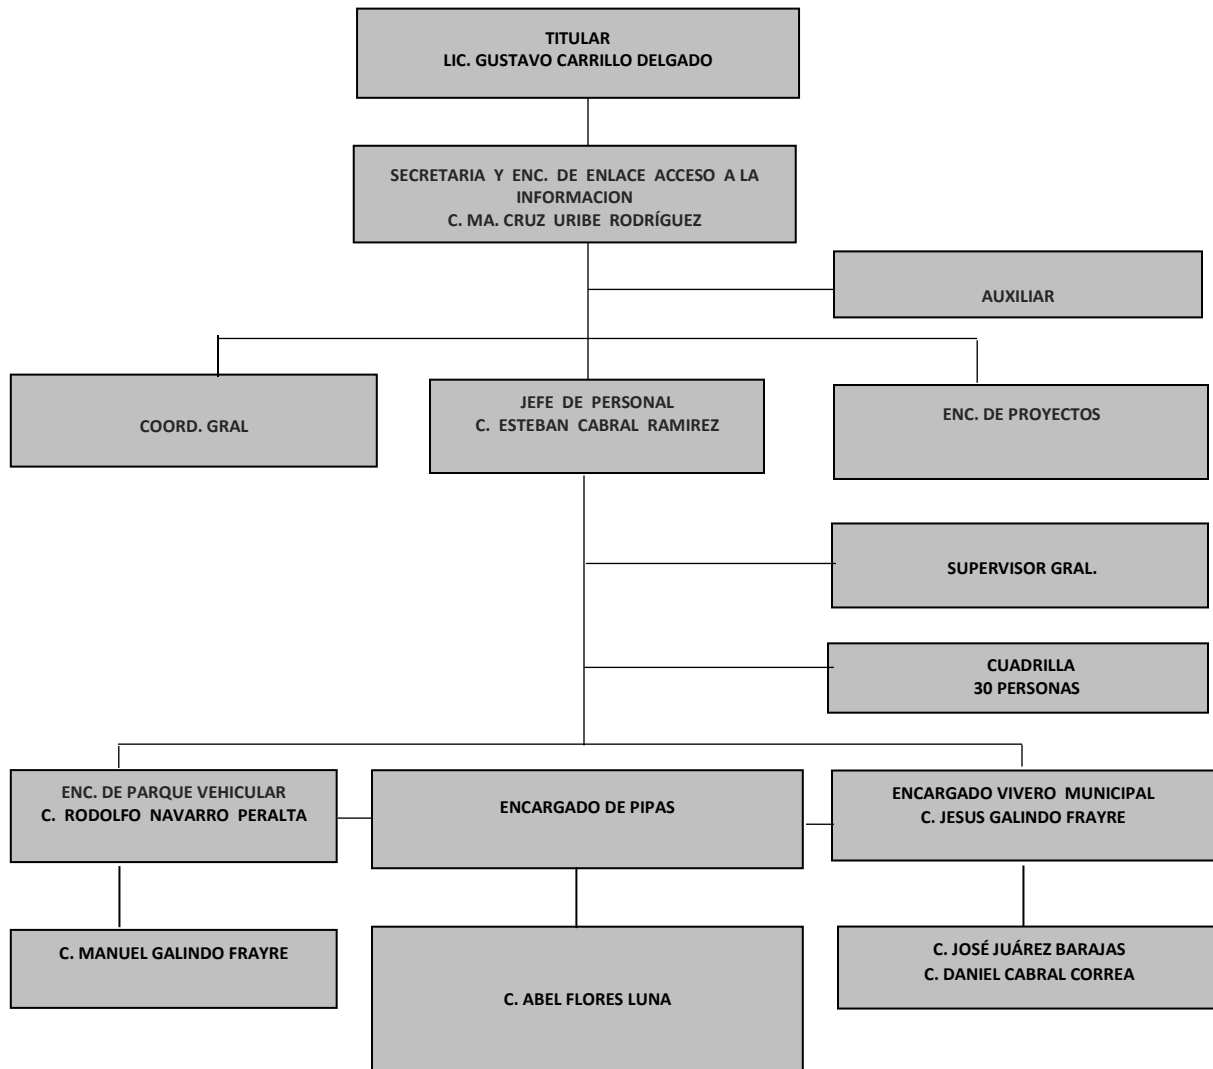 TITULAR
LIC. GUSTAVO CARRILLO DELGADO
SECRETARIA Y ENC. DE ENLACE ACCESO A LA
INFORMACION
C. MA. CRUZ URIBE RODRÍGUEZ
AUXILIAR
COORD. GRAL
JEFE DE PERSONAL
C. ESTEBAN CABRAL RAMIREZ
ENC. DE PROYECTOS
SUPERVISOR GRAL.
CUADRILLA
30 PERSONAS
ENC. DE PARQUE VEHICULAR
C. RODOLFO NAVARRO PERALTA
ENCARGADO DE PIPAS
ENCARGADO VIVERO MUNICIPAL
C. JESUS GALINDO FRAYRE
C. MANUEL GALINDO FRAYRE
C. ABEL FLORES LUNA
C. JOSÉ JUÁREZ BARAJAS
C. DANIEL CABRAL CORREA